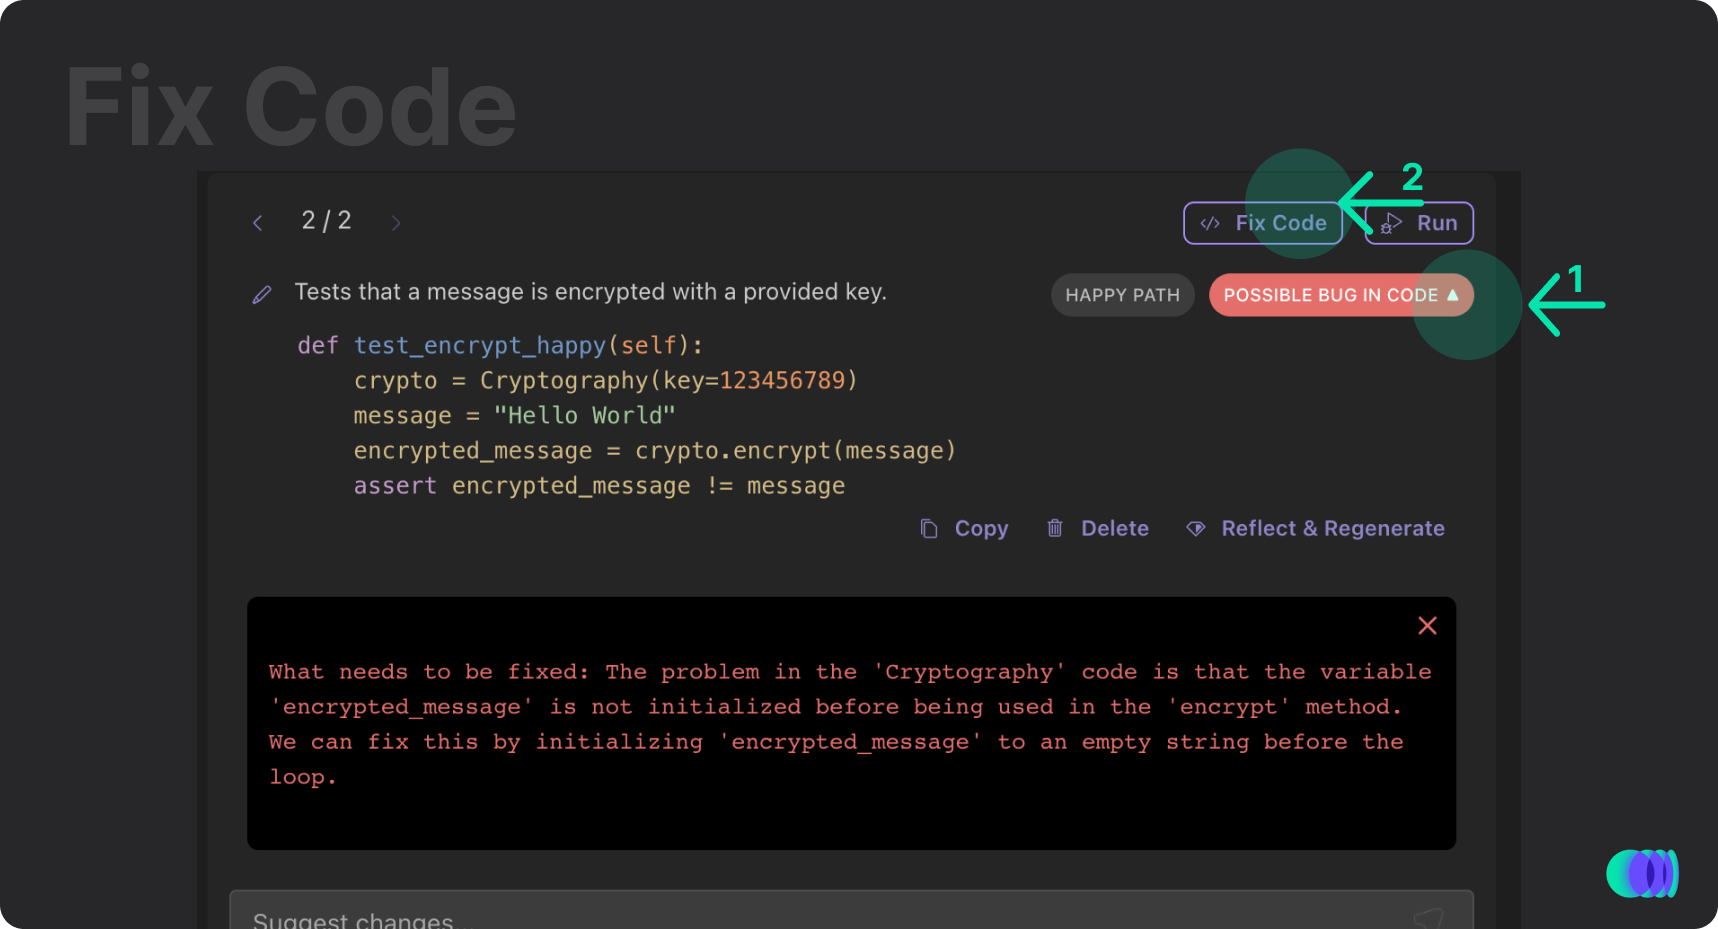 Fix Code
2
2 / 2
Fix Code
Run
1
Tests that a message is encrypted with a provided key.
HAPPY PATH
POSSIBLE BUG IN CODE
def test_encrypt_happy(self):
    crypto = Cryptography(key=123456789)
    message = "Hello World"
    encrypted_message = crypto.encrypt(message)
    assert encrypted_message != message
Copy
Delete
Reflect & Regenerate
What needs to be fixed: The problem in the 'Cryptography' code is that the variable
'encrypted_message' is not initialized before being used in the 'encrypt' method.
We can fix this by initializing 'encrypted_message' to an empty string before the
loop.
Suggest changes...